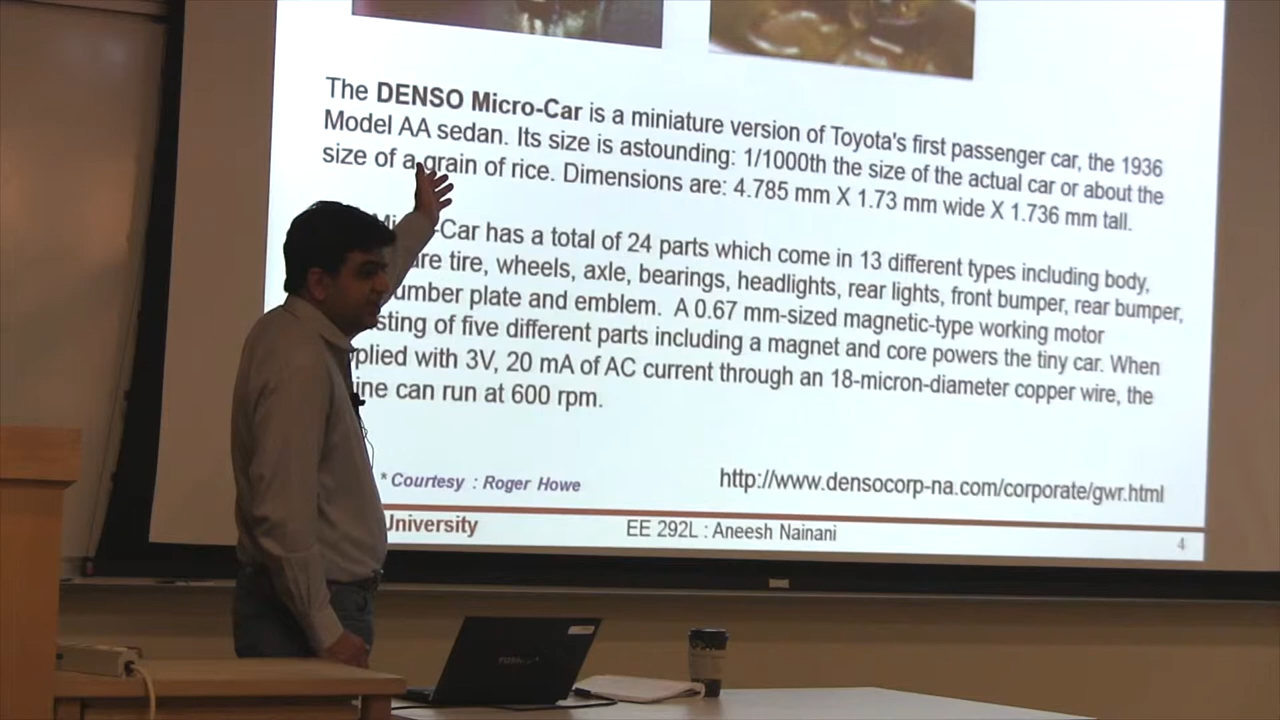 The DENSO Micro-Car is a miniature version of Toyota's first passenger car, the 1936
Model AA sedan. Its size is astounding: 1/1000th the size of the actual car or about the
size of a grain of rice. Dimensions are: 4.785 mm X 1.73 mm wide X 1.736 mm tall.
-Car has a total of 24 parts which come in 13 different types including body,
tire, wheels, axle, bearings, headlights, rear lights, front bumper, rear bumper,
plate and emblem. A 0.67 mm-sized magnetic-type working motor
of five different parts including a magnet and core powers the tiny car. When
with 3V, 20 mA of AC current through an 18-micron-diameter copper wire, the
can run at 600 rpm.
* Courtesy : Roger Howe
http://www.densocorp-na.com/corporate/gwr.html
University
EE 292L : Aneesh Nainani
4